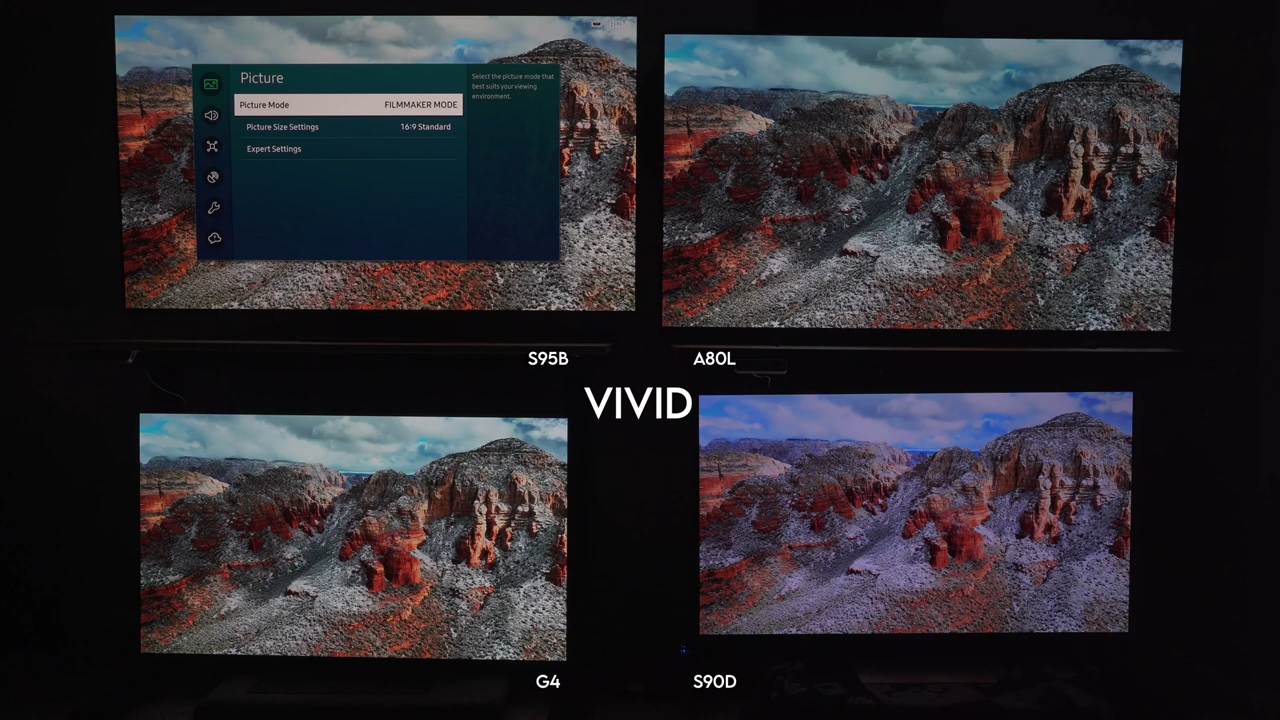 Picture
Select the picture mode that
best suits your viewing
environment.
Picture Mode FILMMAKER MODE
Picture Size Settings 16:9 Standard
Expert Settings
S95B
A80L
VIVID
G4
S90D